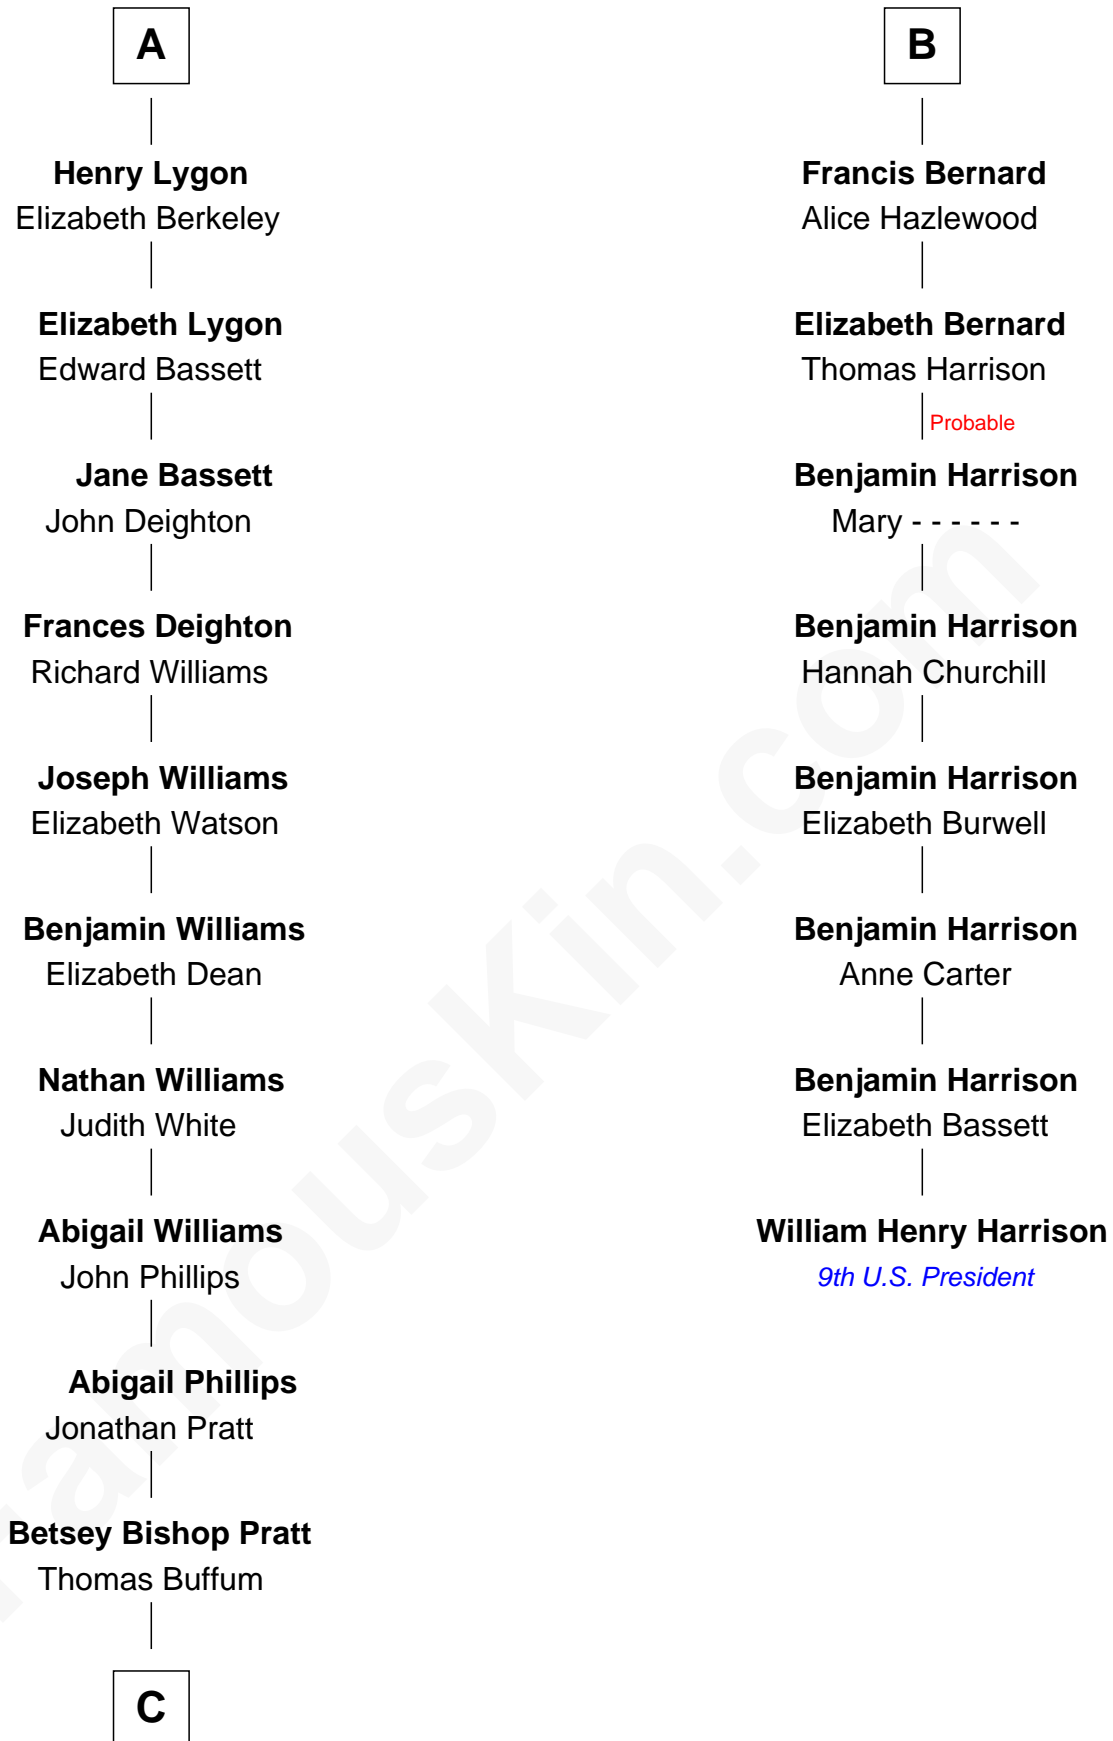 A
Henry Lygon
Elizabeth Berkeley
Elizabeth Lygon
Edward Bassett
Jane Bassett
John Deighton
Frances Deighton
Richard Williams
Joseph Williams
Elizabeth Watson
Benjamin Williams
Elizabeth Dean
Nathan Williams
Judith White
Abigail Williams
John Phillips
Abigail Phillips
Jonathan Pratt
Betsey Bishop Pratt
Thomas Buffum
C
B
Francis Bernard
Alice Hazlewood
Elizabeth Bernard
Thomas Harrison
Probable
Benjamin Harrison
Mary - - - - - -
Benjamin Harrison
Hannah Churchill
Benjamin Harrison
Elizabeth Burwell
Benjamin Harrison
Anne Carter
Benjamin Harrison
Elizabeth Bassett
William Henry Harrison
9th U.S. President
FamousKin.com